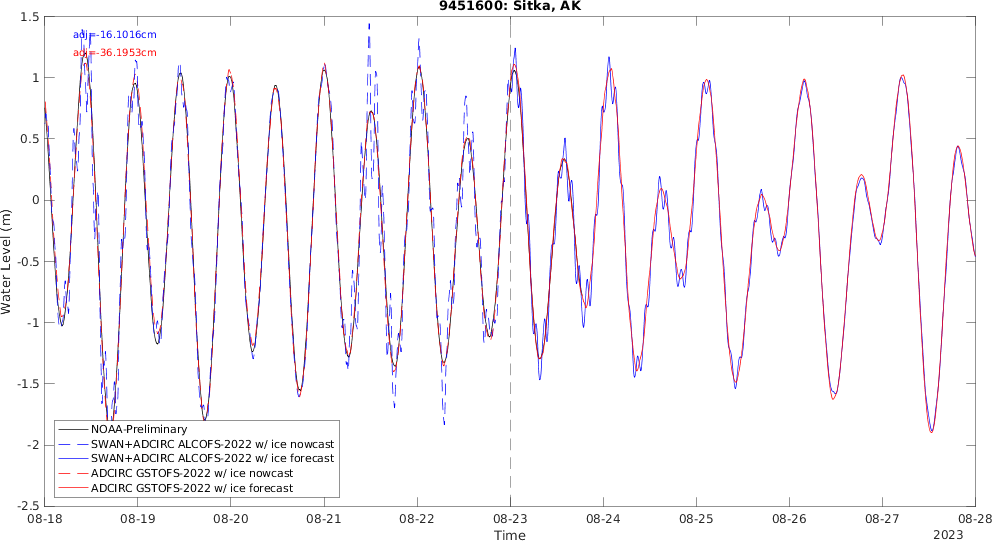 9451600: Sitka, AK
adj=-16.1016cm
adj=-36.1953cm
Water Level (m)
1.5
1
0.5
0
-0.5
-1
-1.5
-2
-2.5
NOAA-Preliminary
SWAN+ADCIRC ALCOFS-2022 w/ ice nowcast
SWAN+ADCIRC ALCOFS-2022 w/ ice forecast
ADCIRC GSTOFS-2022 w/ ice nowcast
ADCIRC GSTOFS-2022 w/ ice forecast
08-18 08-19 08-20 08-21 08-22 08-23 08-24 08-25 08-26 08-27 08-28
Time
2023